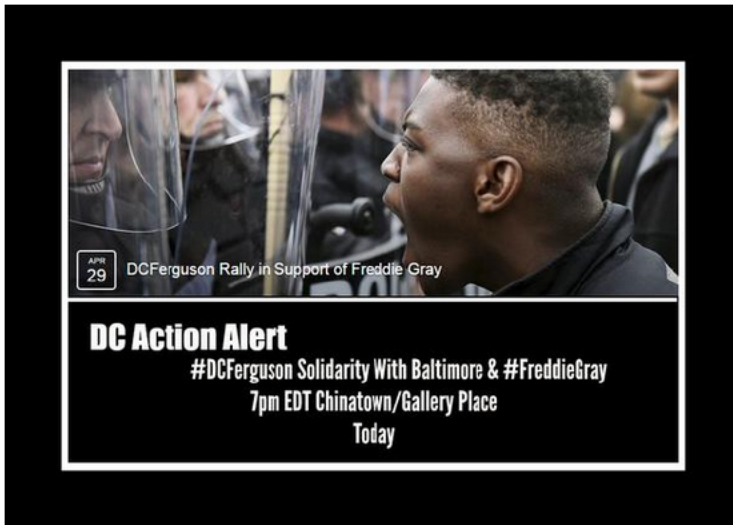 APR
29
DCFerguson Rally in Support of Freddie Gray
DC Action Alert
#DCFerguson Solidarity With Baltimore & #FreddieGray
7pm EDT Chinatown/Gallery Place
Today